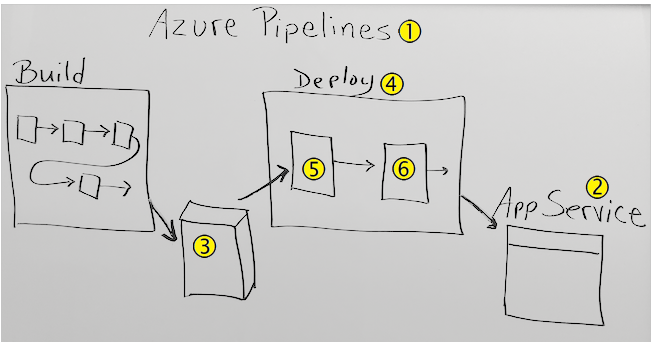 Azure Pipelines 1
Build
Deploy 4
5
6
2
App Service
3